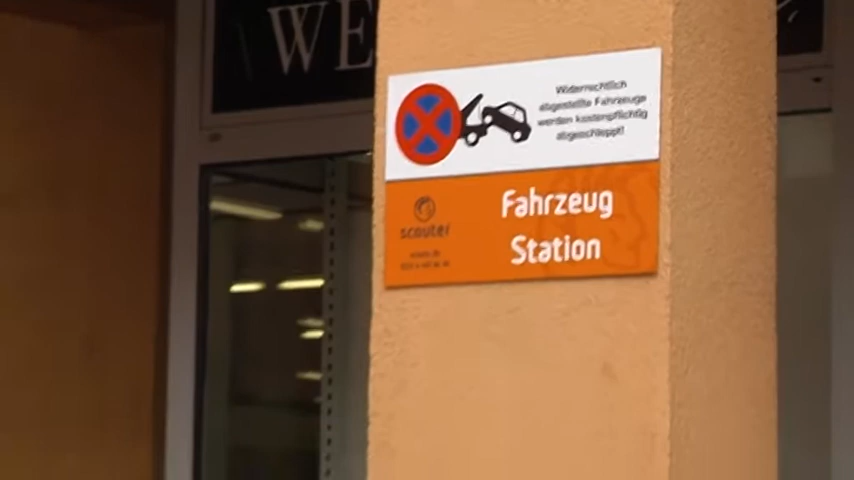 WE
Widerrechtlich
abgestellte Fahrzeuge
werden kostenpflichtig
abgeschleppt!
Fahrzeug
Station
scouter